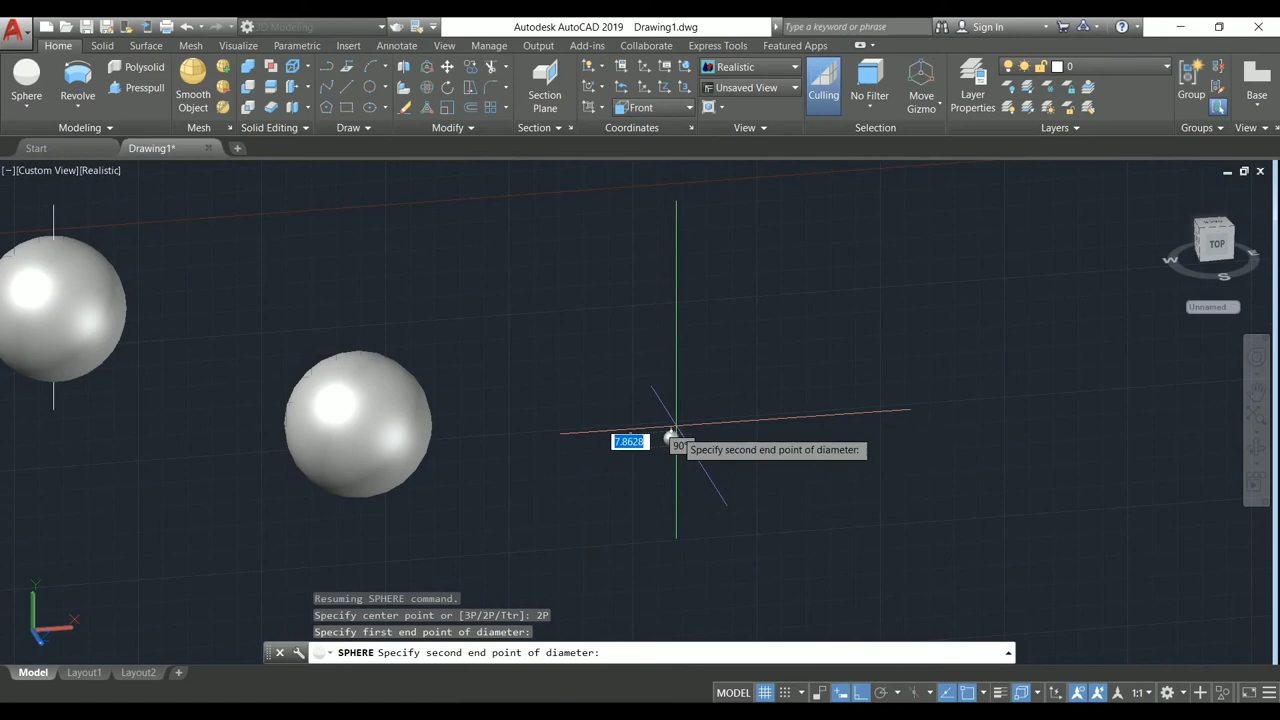 3D Modeling
Autodesk AutoCAD 2019 Drawing1.dwg
Type a keyword or phrase
Sign In
Home Solid Surface Mesh Visualize Parametric Insert Annotate View Manage Output Add-ins Collaborate Express Tools Featured Apps
Sphere
Revolve
Polysolid
Presspull
Smooth
Object
Section
Plane
Realistic
Unsaved View
Front
Culling
No Filter
Move
Gizmo
Layer
Properties
0
Group
Base
Modeling Mesh Solid Editing Draw Modify Section Coordinates View Selection Layers Groups View
Start Drawing1*
[−][Custom View][Realistic]
TOP
W
E
S
Unnamed
7.8628
90°
Specify second end point of diameter:
Y
X
Resuming SPHERE command.
Specify center point or [3P/2P/Ttr]: 2P
Specify first end point of diameter:
SPHERE Specify second end point of diameter:
Model Layout1 Layout2
MODEL
1:1